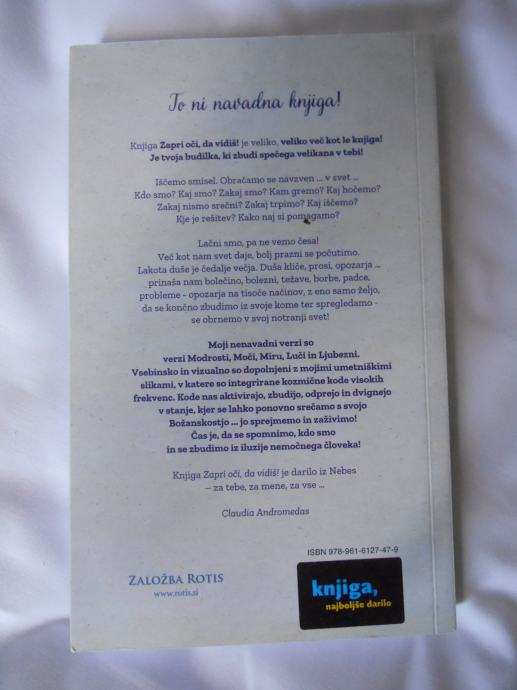 To ni navadna knjiga!
Knjiga Zapri oči, da vidiš! je veliko, veliko več kot le knjiga!
Je tvoja budilka, ki zbudi spečega velikana v tebi!
Iščemo smisel. Obračamo se navzven ... v svet ...
Kdo smo? Kaj smo? Zakaj smo? Kam gremo? Kaj hočemo?
Zakaj nismo srečni? Zakaj trpimo? Kaj iščemo?
Kje je rešitev? Kako naj si pomagamo?
Lačni smo, pa ne vemo česa!
Več kot nam svet daje, bolj prazni se počutimo.
Lakota duše je čedalje večja. Duša kliče, prosi, opozarja ...
prinaša nam bolečino, bolezni, težave, borbe, padce,
probleme - opozarja na tisoče načinov, z eno samo željo,
da se končno zbudimo iz svoje kome ter spregledamo -
se obrnemo v svoj notranji svet!
Moji nenavadni verzi so
verzi Modrosti, Moči, Miru, Luči in Ljubezni.
Vsebinsko in vizualno so dopolnjeni z mojimi umetniškimi
slikami, v katere so integrirane kozmične kode visokih
frekvenc. Kode nas aktivirajo, zbudijo, odprejo in dvignejo
v stanje, kjer se lahko ponovno srečamo s svojo
Božanskostjo ... jo sprejmemo in zaživimo!
Čas je, da se spomnimo, kdo smo
in se zbudimo iz iluzije nemočnega človeka!
Knjiga Zapri oči, da vidiš! je darilo iz Nebes
– za tebe, za mene, za vse ...
Claudia Andromedas
ISBN 978-961-6127-47-9
ZALOŽBA ROTIS
www.rotis.si
knjiga,
najboljše darilo